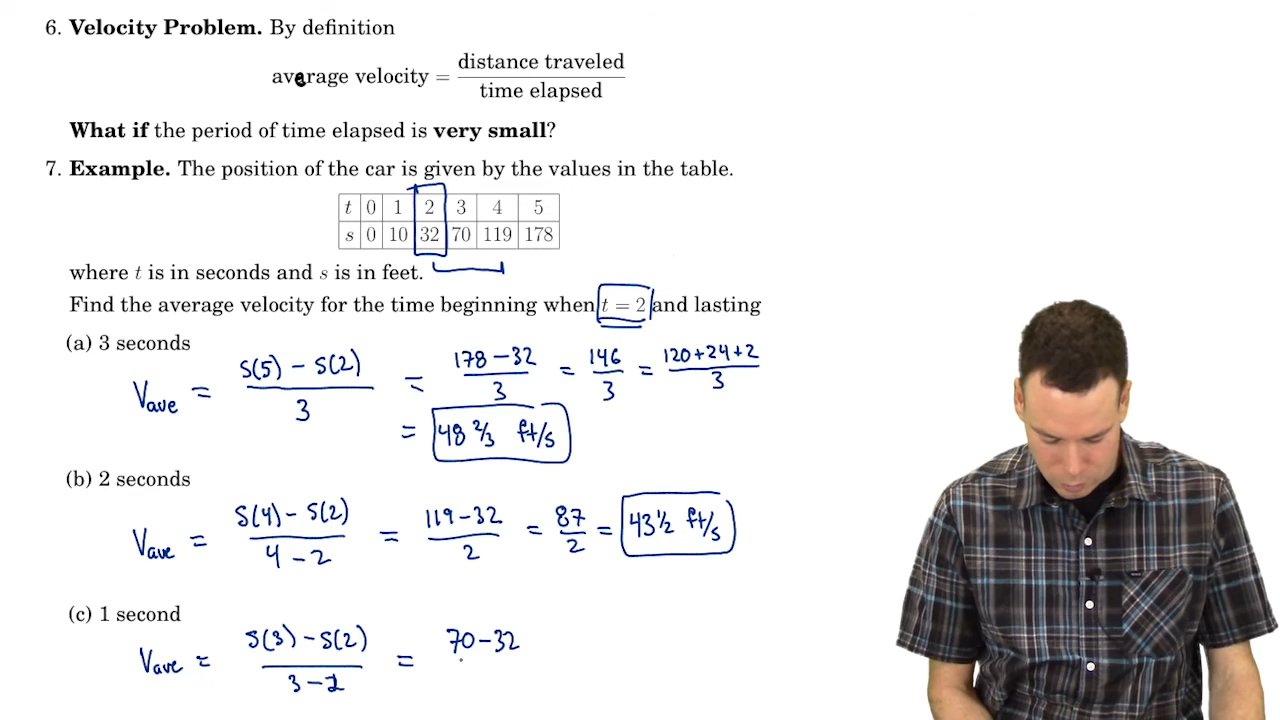 6. Velocity Problem. By definition
average velocity = distance traveled / time elapsed
What if the period of time elapsed is very small?
7. Example. The position of the car is given by the values in the table.
t 0 1 2 3 4 5
s 0 10 32 70 119 178
where t is in seconds and s is in feet.
Find the average velocity for the time beginning when t = 2 and lasting
(a) 3 seconds
Vave = S(5) - S(2) / 3 = 178 - 32 / 3 = 146 / 3 = 120+24+2 / 3
= 48 2/3 ft/s
(b) 2 seconds
Vave = S(4) - S(2) / 4 - 2 = 119 - 32 / 2 = 87 / 2 = 43 1/2 ft/s
(c) 1 second
Vave = S(3) - S(2) / 3 - 2 = 70 - 32